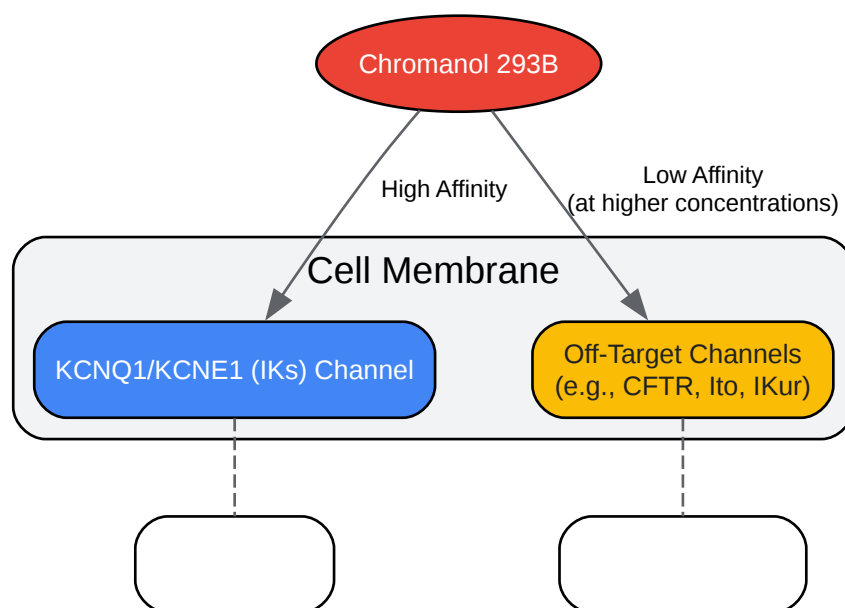 Chromanol 293B
High Affinity
Low Affinity
(at higher concentrations)
Cell Membrane
KCNQ1/KCNE1 (IKs) Channel
Off-Target Channels
(e.g., CFTR, Ito, IKur)